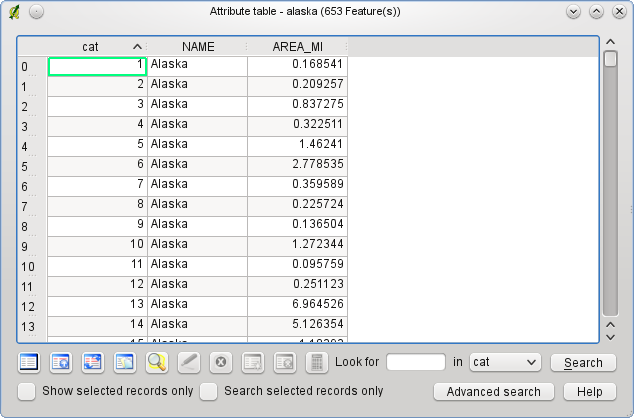 Attribute table - alaska (653 Feature(s))
cat NAME AREA_MI
0 1 Alaska 0.168541
1 2 Alaska 0.209257
2 3 Alaska 0.837275
3 4 Alaska 0.322511
4 5 Alaska 1.46241
5 6 Alaska 2.778535
6 7 Alaska 0.359589
7 8 Alaska 0.225724
8 9 Alaska 0.136504
9 10 Alaska 1.272344
10 11 Alaska 0.095759
11 12 Alaska 0.251123
12 13 Alaska 6.964526
13 14 Alaska 5.126354
Look for in cat Search
Show selected records only Search selected records only Advanced search Help